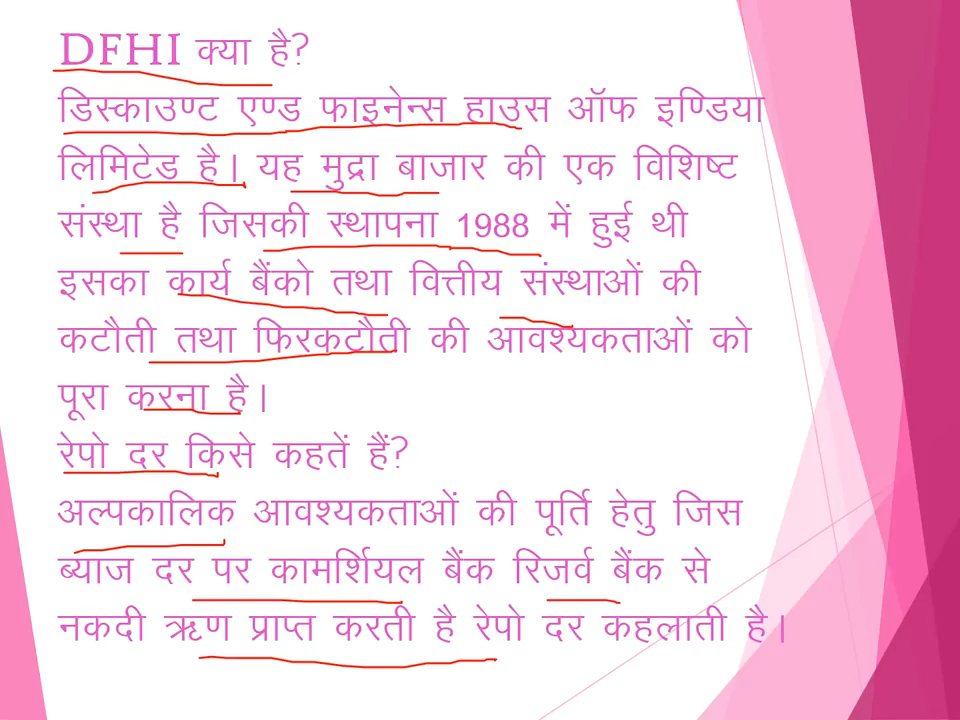 DFHI क्या है?
डिस्काउण्ट एण्ड फाइनेन्स हाउस ऑफ इण्डिया
लिमिटेड है। यह मुद्रा बाजार की एक विशिष्ट
संस्था है जिसकी स्थापना 1988 में हुई थी
इसका कार्य बैंको तथा वित्तीय संस्थाओं की
कटौती तथा फिरकटौती की आवश्यकताओं को
पूरा करना है।
रेपो दर किसे कहतें हैं?
अल्पकालिक आवश्यकताओं की पूर्ति हेतु जिस
ब्याज दर पर कामर्शियल बैंक रिजर्व बैंक से
नकदी ऋण प्राप्त करती है रेपो दर कहलाती है।